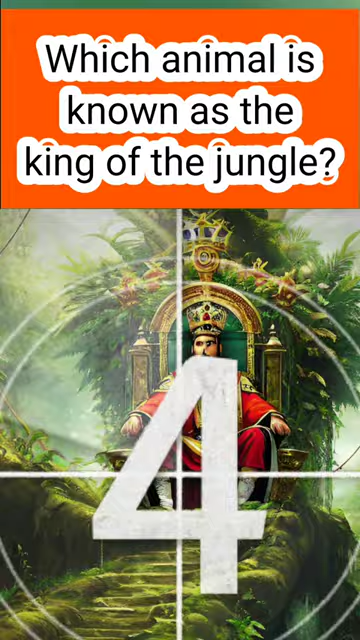 Which animal is
known as the
king of the jungle?
4